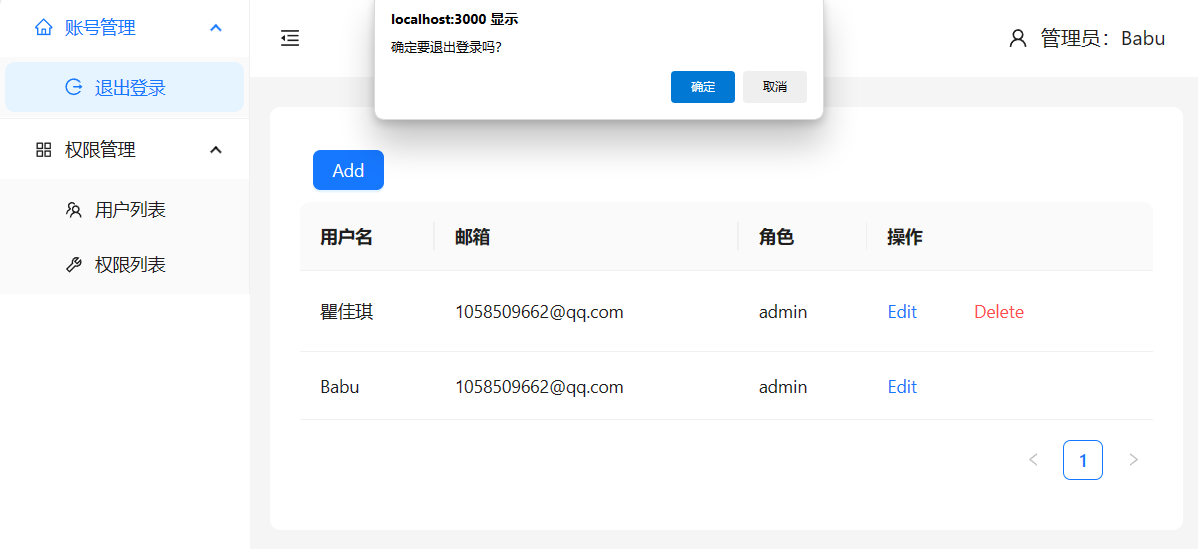 账号管理
退出登录
权限管理
用户列表
权限列表
localhost:3000 显示
确定要退出登录吗?
确定 取消
管理员：Babu
Add
用户名 邮箱 角色 操作
瞿佳琪 1058509662@qq.com admin Edit Delete
Babu 1058509662@qq.com admin Edit
1